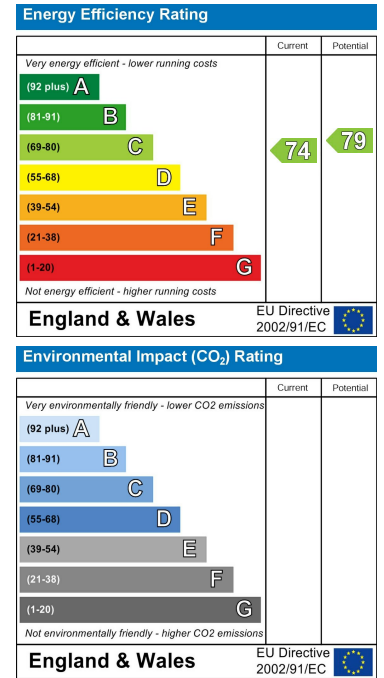 Energy Efficiency Rating
Current Potential
Very energy efficient - lower running costs
(92 plus) A
(81-91) B
(69-80) C
(55-68) D
(39-54) E
(21-38) F
(1-20) G
74 79
Not energy efficient - higher running costs
England & Wales
EU Directive
2002/91/EC
Environmental Impact (CO₂) Rating
Current Potential
Very environmentally friendly - lower CO2 emissions
(92 plus) A
(81-91) B
(69-80) C
(55-68) D
(39-54) E
(21-38) F
(1-20) G
Not environmentally friendly - higher CO2 emissions
England & Wales
EU Directive
2002/91/EC